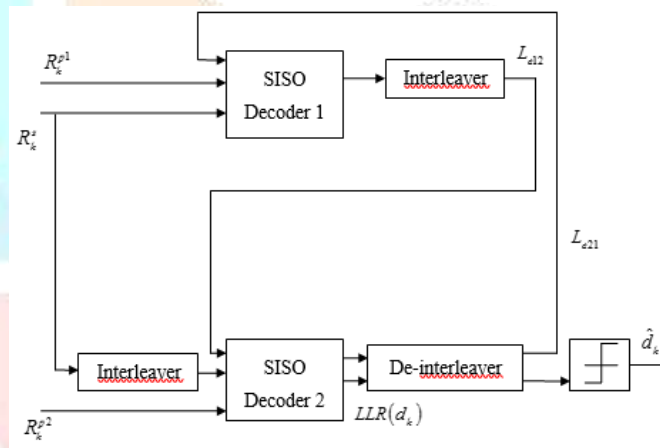 R_k^{p1}
SISO
Decoder 1
Interleaver
L_{e12}
R_k^s
L_{e21}
Interleaver
SISO
Decoder 2
De-interleaver
\hat{d}_k
R_k^{p2}
LLR(d_k)